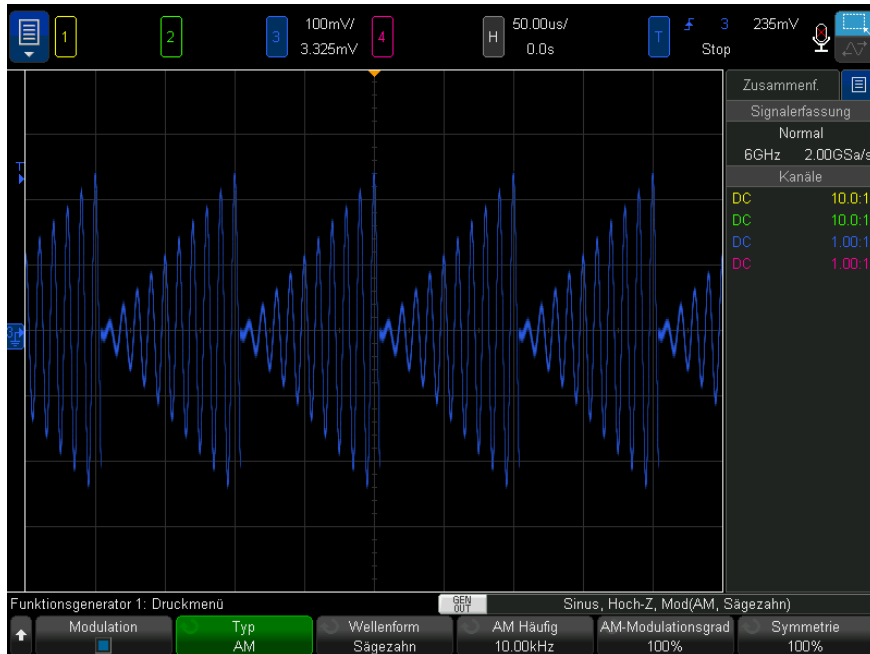 1
2
3
100mV/
3.325mV
4
H
50.00us/
0.0s
T
3
235mV
Stop
Zusammenf.
Signalerfassung
Normal
6GHz 2.00GSa/s
Kanäle
DC 10.0:1
DC 10.0:1
DC 1.00:1
DC 1.00:1
T
3
Funktionsgenerator 1: Druckmenü
GEN OUT
Sinus, Hoch-Z, Mod(AM, Sägezahn)
Modulation
Typ
AM
Wellenform
Sägezahn
AM Häufig
10.00kHz
AM-Modulationsgrad
100%
Symmetrie
100%